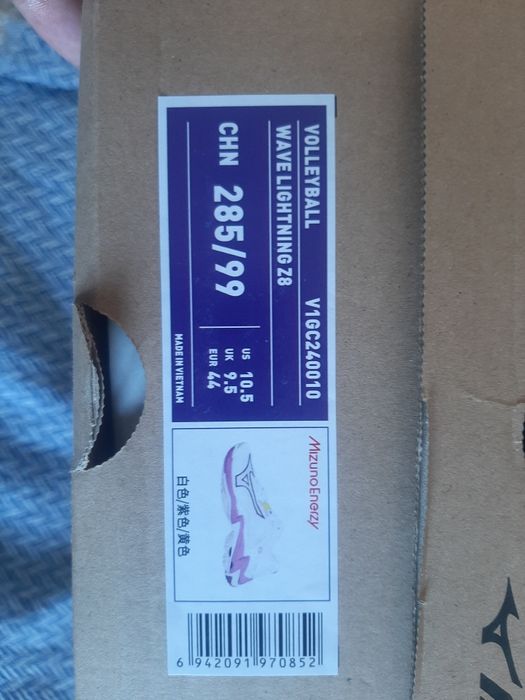 VOLLEYBALL V1GC240010
WAVE LIGHTNING Z8
CHN 285/99
US 10.5
UK 9.5
EUR 44
MADE IN VIETNAM
MizunoEnerzy
白色/紫色/黄色
6 942091 970852